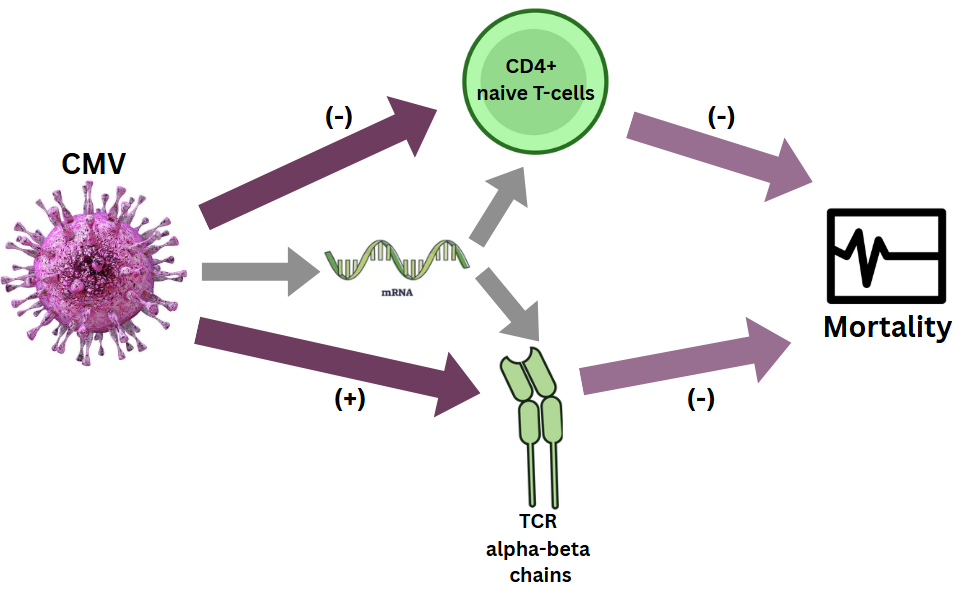 CD4+
naive T-cells
(-)
(-)
CMV
mRNA
Mortality
(+)
(-)
TCR
alpha-beta
chains